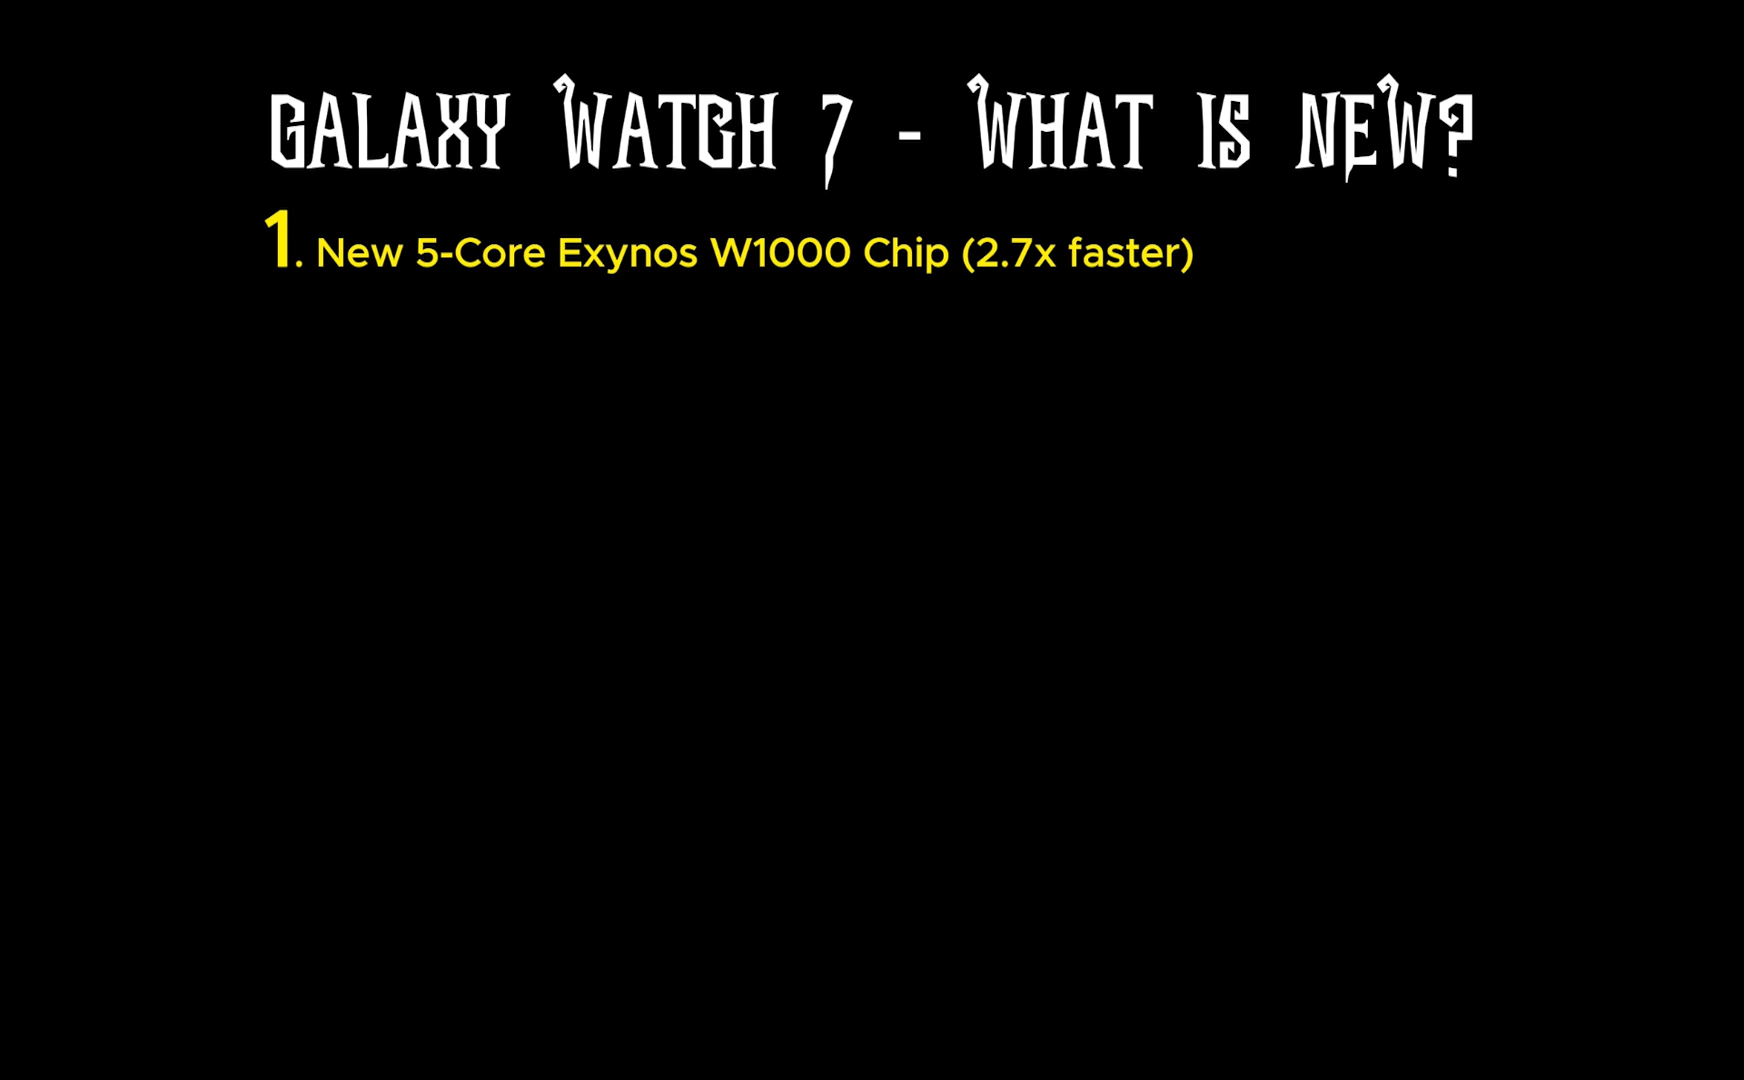 GALAXY WATCH 7 - WHAT IS NEW?
1. New 5-Core Exynos W1000 Chip (2.7x faster)